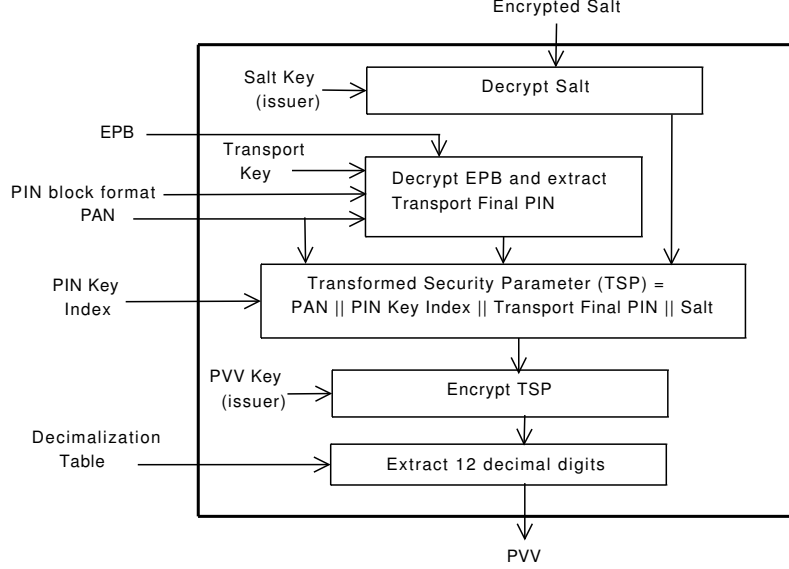 Encrypted Salt
Salt Key
(issuer)
Decrypt Salt
EPB
Transport
Key
PIN block format
PAN
Decrypt EPB and extract
Transport Final PIN
PIN Key
Index
Transformed Security Parameter (TSP) =
PAN || PIN Key Index || Transport Final PIN || Salt
PVV Key
(issuer)
Encrypt TSP
Decimalization
Table
Extract 12 decimal digits
PVV